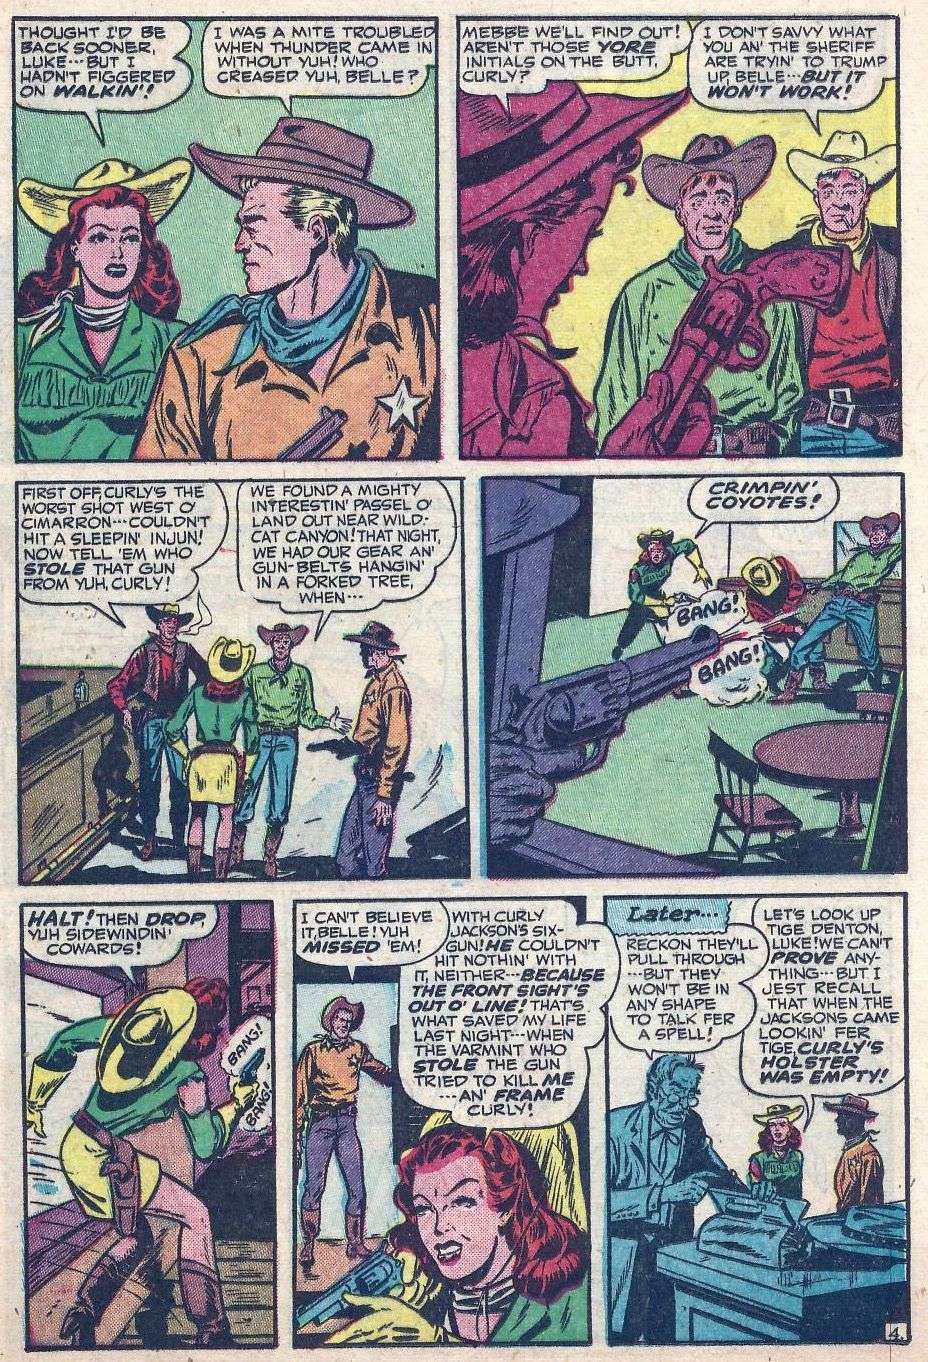 THOUGHT I'D BE
BACK SOONER,
LUKE---BUT I
HADN'T FIGGERED
ON WALKIN'!
I WAS A MITE TROUBLED
WHEN THUNDER CAME IN
WITHOUT YUH! WHO
CREASED YUH, BELLE?
MEBBE WE'LL FIND OUT!
AREN'T THOSE YORE
INITIALS ON THE BUTT,
CURLY?
I DON'T SAVVY WHAT
YOU AN' THE SHERIFF
ARE TRYIN' TO TRUMP
UP, BELLE---BUT IT
WON'T WORK!
C.J.
FIRST OFF, CURLY'S THE
WORST SHOT WEST O'
CIMARRON---COULDN'T
HIT A SLEEPIN' INJUN!
NOW TELL 'EM WHO
STOLE THAT GUN
FROM YUH, CURLY!
WE FOUND A MIGHTY
INTERESTIN' PASSEL O'
LAND OUT NEAR WILD-
CAT CANYON! THAT NIGHT,
WE HAD OUR GEAR AN'
GUN-BELTS HANGIN'
IN A FORKED TREE,
WHEN---
CRIMPIN'
COYOTES!
BANG!
BANG!
HALT! THEN DROP,
YUH SIDEWINDIN'
COWARDS!
BANG!
BANG!
I CAN'T BELIEVE
IT, BELLE! YUH
MISSED 'EM!
WITH CURLY
JACKSON'S SIX-
GUN! HE COULDN'T
HIT NOTHIN' WITH
IT, NEITHER---BECAUSE
THE FRONT SIGHT'S
OUT O' LINE! THAT'S
WHAT SAVED MY LIFE
LAST NIGHT---WHEN
THE VARMINT WHO
STOLE THE GUN
TRIED TO KILL ME
---AN' FRAME
CURLY!
Later---
RECKON THEY'LL
PULL THROUGH
---BUT THEY
WON'T BE IN
ANY SHAPE
TO TALK FER
A SPELL!
LET'S LOOK UP
TIGE DENTON,
LUKE! WE CAN'T
PROVE ANY-
THING---BUT I
JEST RECALL
THAT WHEN THE
JACKSONS CAME
LOOKIN' FER
TIGE, CURLY'S
HOLSTER
WAS EMPTY!
4.